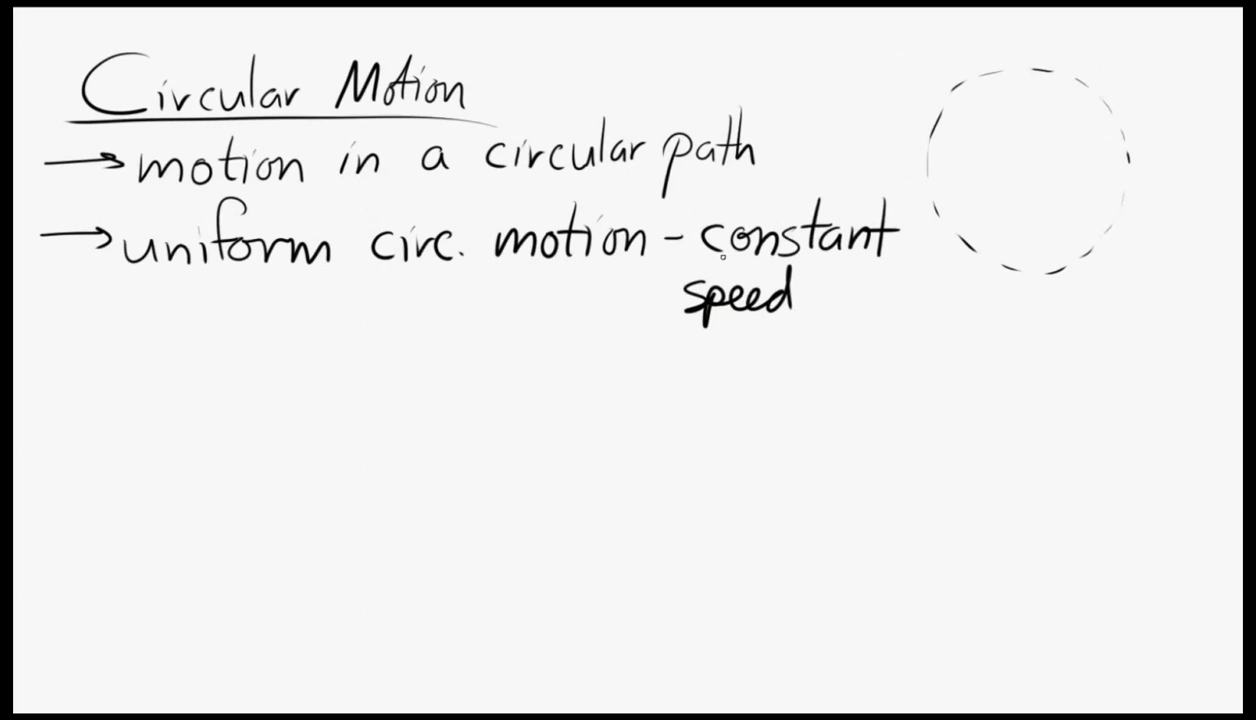 Circular Motion
→ motion in a circular path
→ uniform circ. motion - constant
speed